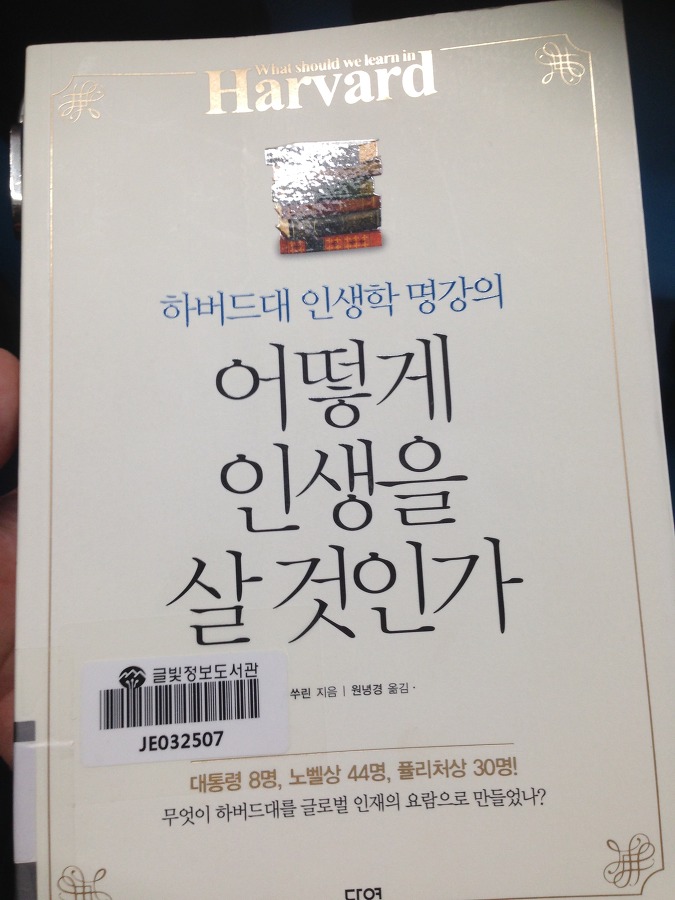 What should we learn in
Harvard
하버드대 인생학 명강의
어떻게
인생을
살 것인가
글빛정보도서관
JE032507
쑤린 지음 | 원녕경 옮김 ·
대통령 8명, 노벨상 44명, 퓰리처상 30명!
무엇이 하버드대를 글로벌 인재의 요람으로 만들었나?